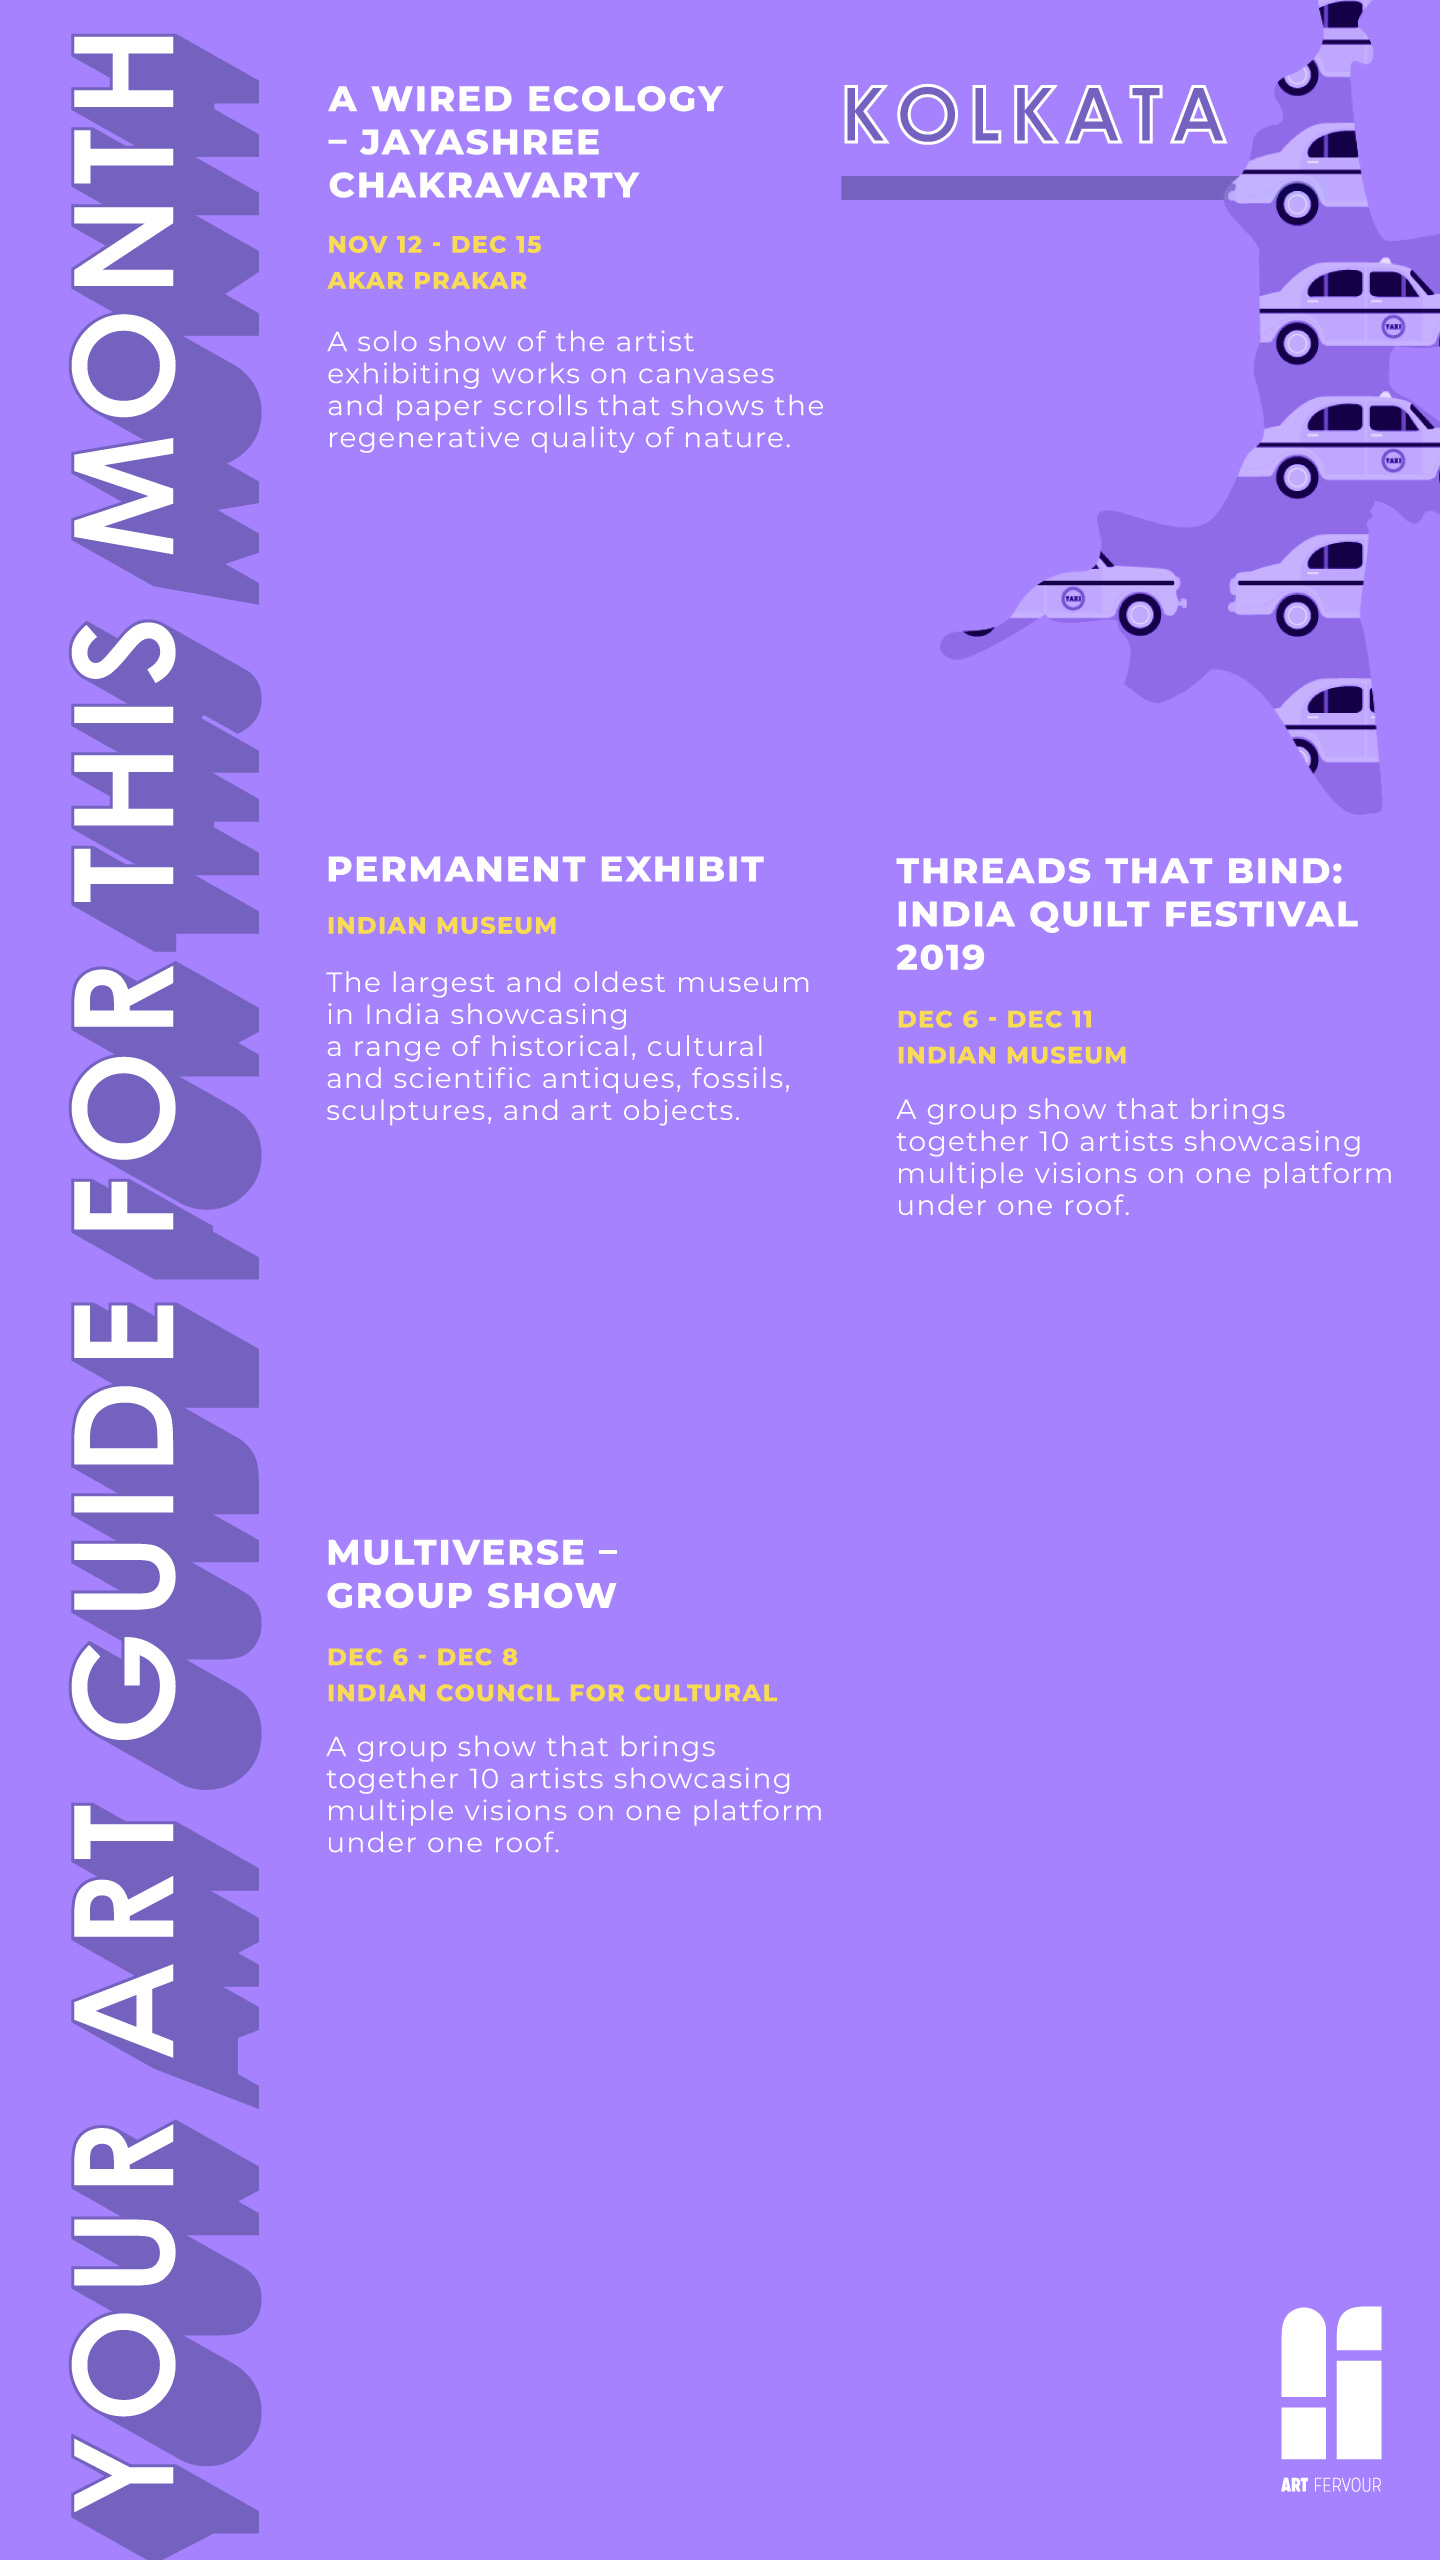 YOUR ART GUIDE FOR THIS MONTH
KOLKATA
A WIRED ECOLOGY
– JAYASHREE
CHAKRAVARTY
NOV 12 - DEC 15
AKAR PRAKAR
A solo show of the artist
exhibiting works on canvases
and paper scrolls that shows the
regenerative quality of nature.
TAXI
TAXI
TAXI
PERMANENT EXHIBIT
INDIAN MUSEUM
The largest and oldest museum
in India showcasing
a range of historical, cultural
and scientific antiques, fossils,
sculptures, and art objects.
THREADS THAT BIND:
INDIA QUILT FESTIVAL
2019
DEC 6 - DEC 11
INDIAN MUSEUM
A group show that brings
together 10 artists showcasing
multiple visions on one platform
under one roof.
MULTIVERSE –
GROUP SHOW
DEC 6 - DEC 8
INDIAN COUNCIL FOR CULTURAL
A group show that brings
together 10 artists showcasing
multiple visions on one platform
under one roof.
ART FERVOUR